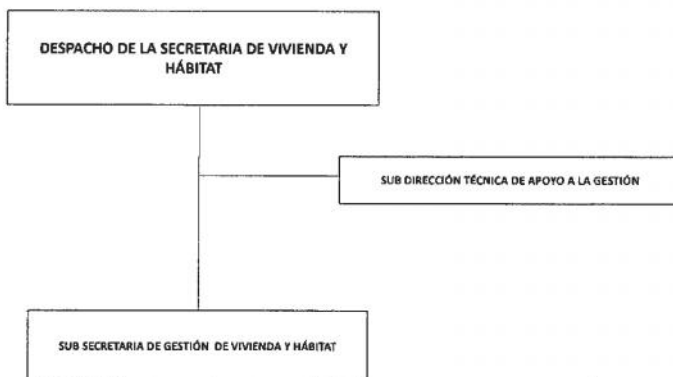 DESPACHO DE LA SECRETARIA DE VIVIENDA Y
HÁBITAT
SUB DIRECCIÓN TÉCNICA DE APOYO A LA GESTIÓN
SUB SECRETARIA DE GESTIÓN DE VIVIENDA Y HÁBITAT